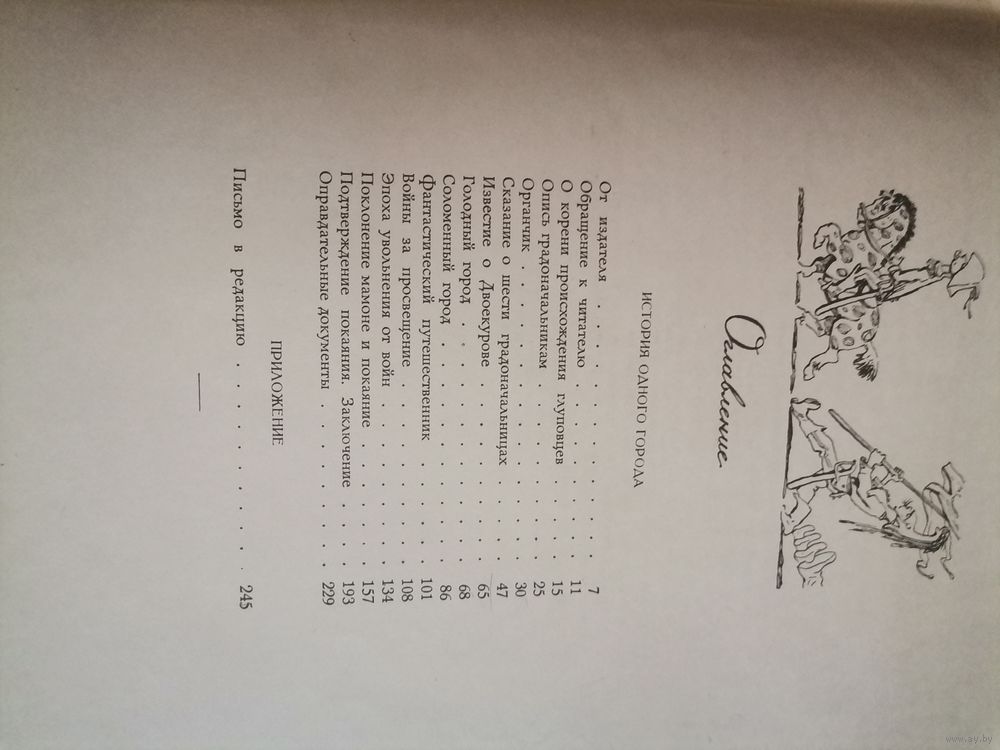 Оглавление
ИСТОРИЯ ОДНОГО ГОРОДА
От издателя . . . . . . . . . . . 7
Обращение к читателю . . . . . . . . 11
О корени происхождения глуповцев . . . . . 15
Опись градоначальникам . . . . . . . . 25
Органчик . . . . . . . . . . . . 30
Сказание о шести градоначальницах . . . . 47
Известие о Двоекурове . . . . . . . . 65
Голодный город . . . . . . . . . . 68
Соломенный город . . . . . . . . . 86
Фантастический путешественник . . . . . 101
Войны за просвещение . . . . . . . . 108
Эпоха увольнения от войн . . . . . . . 134
Поклонение мамоне и покаяние . . . . . . 157
Подтверждение покаяния. Заключение . . . . 193
Оправдательные документы . . . . . . . 229
ПРИЛОЖЕНИЕ
Письмо в редакцию . . . . . . . . . 245
www.ay.by